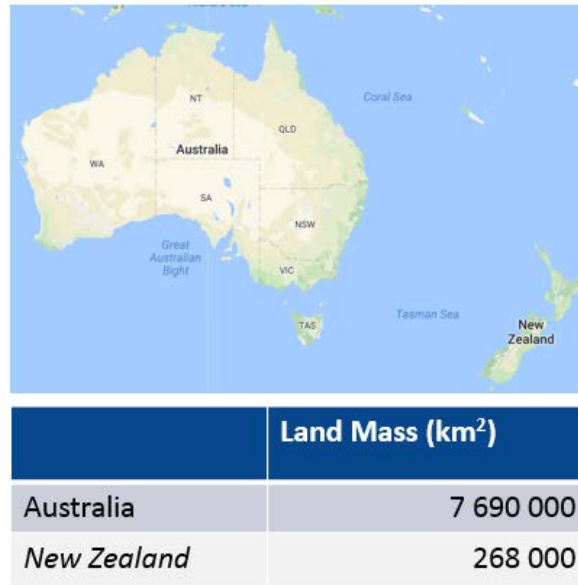 Coral Sea
NT
QLD
Australia
WA
SA
NSW
Great
Australian
Bight
VIC
Tasman Sea
TAS
New
Zealand
Land Mass (km²)
Australia 7 690 000
New Zealand 268 000